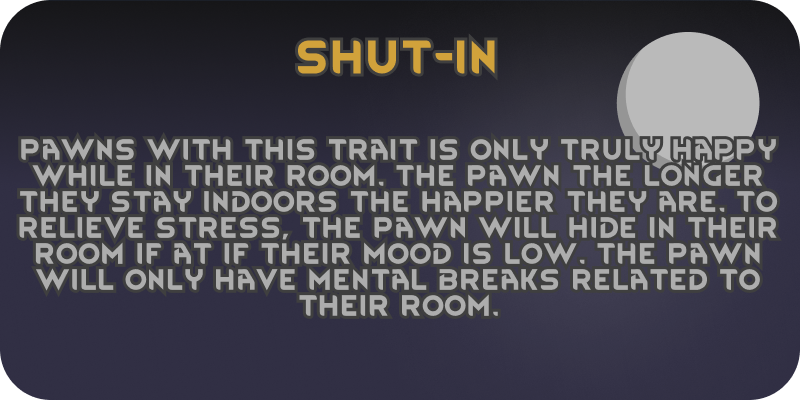 SHUT-IN
PAWNS WITH THIS TRAIT IS ONLY TRULY HAPPY
WHILE IN THEIR ROOM. THE PAWN THE LONGER
THEY STAY INDOORS THE HAPPIER THEY ARE. TO
RELIEVE STRESS, THE PAWN WILL HIDE IN THEIR
ROOM IF AT IF THEIR MOOD IS LOW. THE PAWN
WILL ONLY HAVE MENTAL BREAKS RELATED TO
THEIR ROOM.